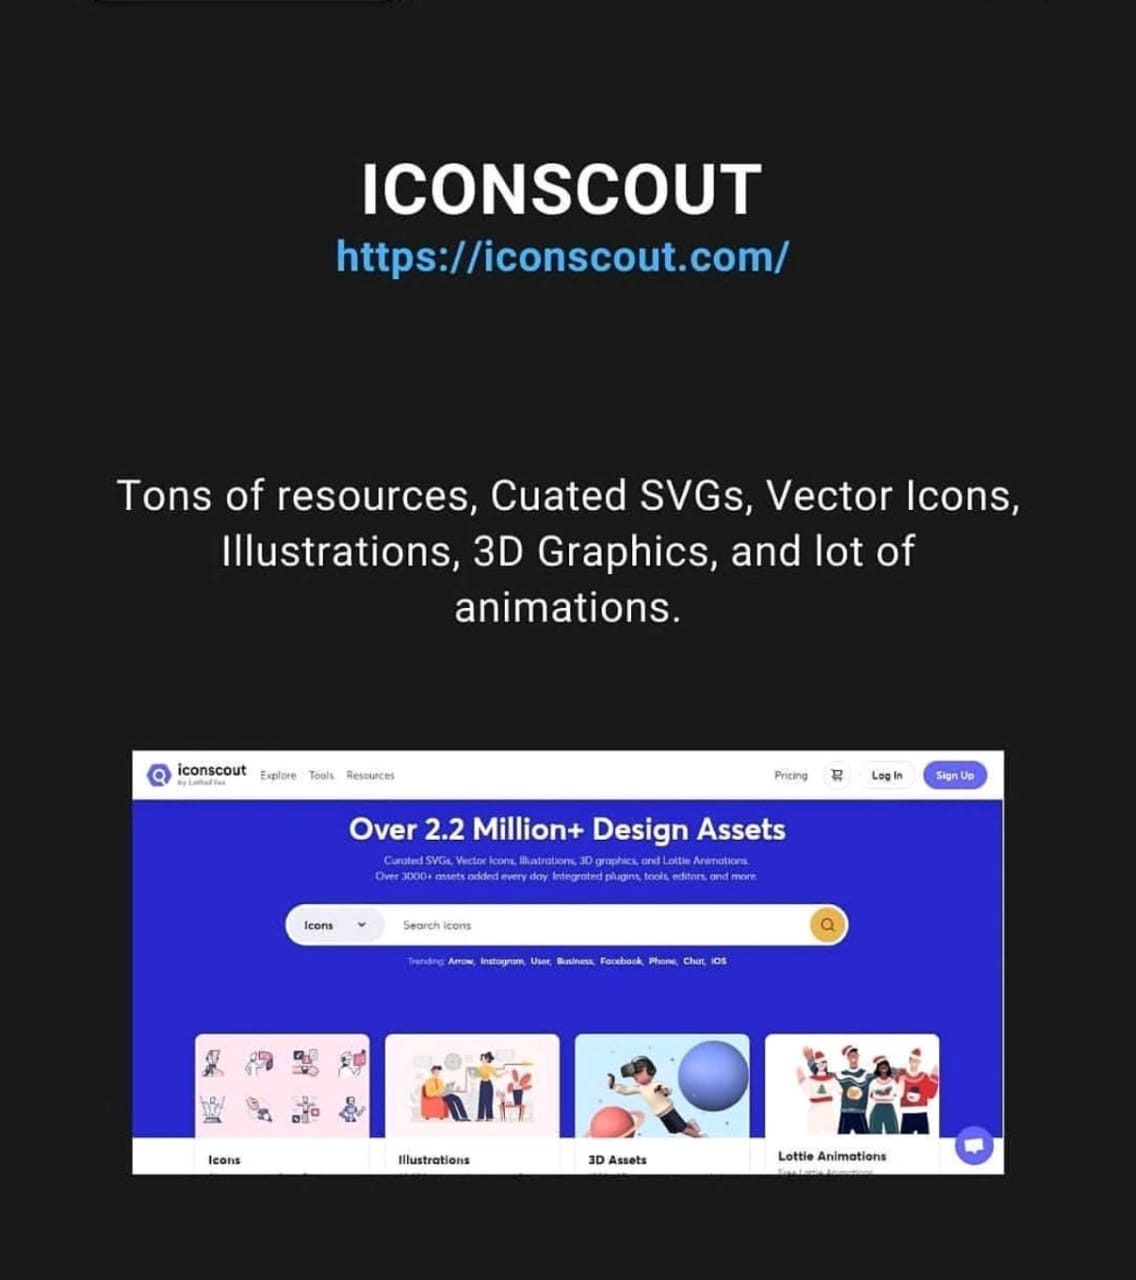 ICONSCOUT
https://iconscout.com/
Tons of resources, Cuated SVGs, Vector Icons,
Illustrations, 3D Graphics, and lot of
animations.
iconscout
by LottieFiles
Explore Tools Resources
Pricing Log In Sign Up
Over 2.2 Million+ Design Assets
Curated SVGs, Vector Icons, Illustrations, 3D graphics, and Lottie Animations.
Over 3000+ assets added every day. Integrated plugins, tools, editors, and more.
Icons Search icons
Trending: Arrow, Instagram, User, Business, Facebook, Phone, Chat, iOS
Icons
Illustrations
3D Assets
Lottie Animations
Free Lottie Animations